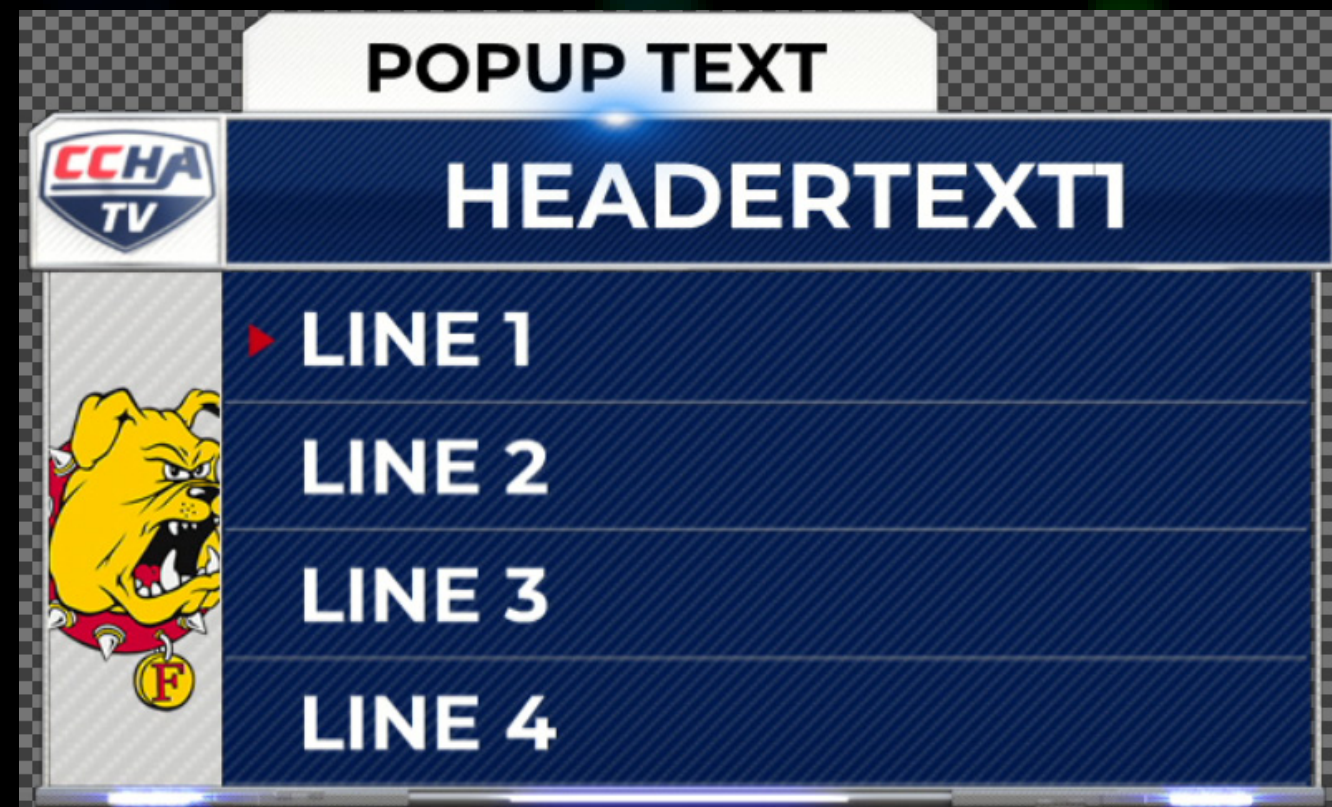 POPUP TEXT
CCHA
TV
HEADERTEXT1
LINE 1
LINE 2
LINE 3
LINE 4
F